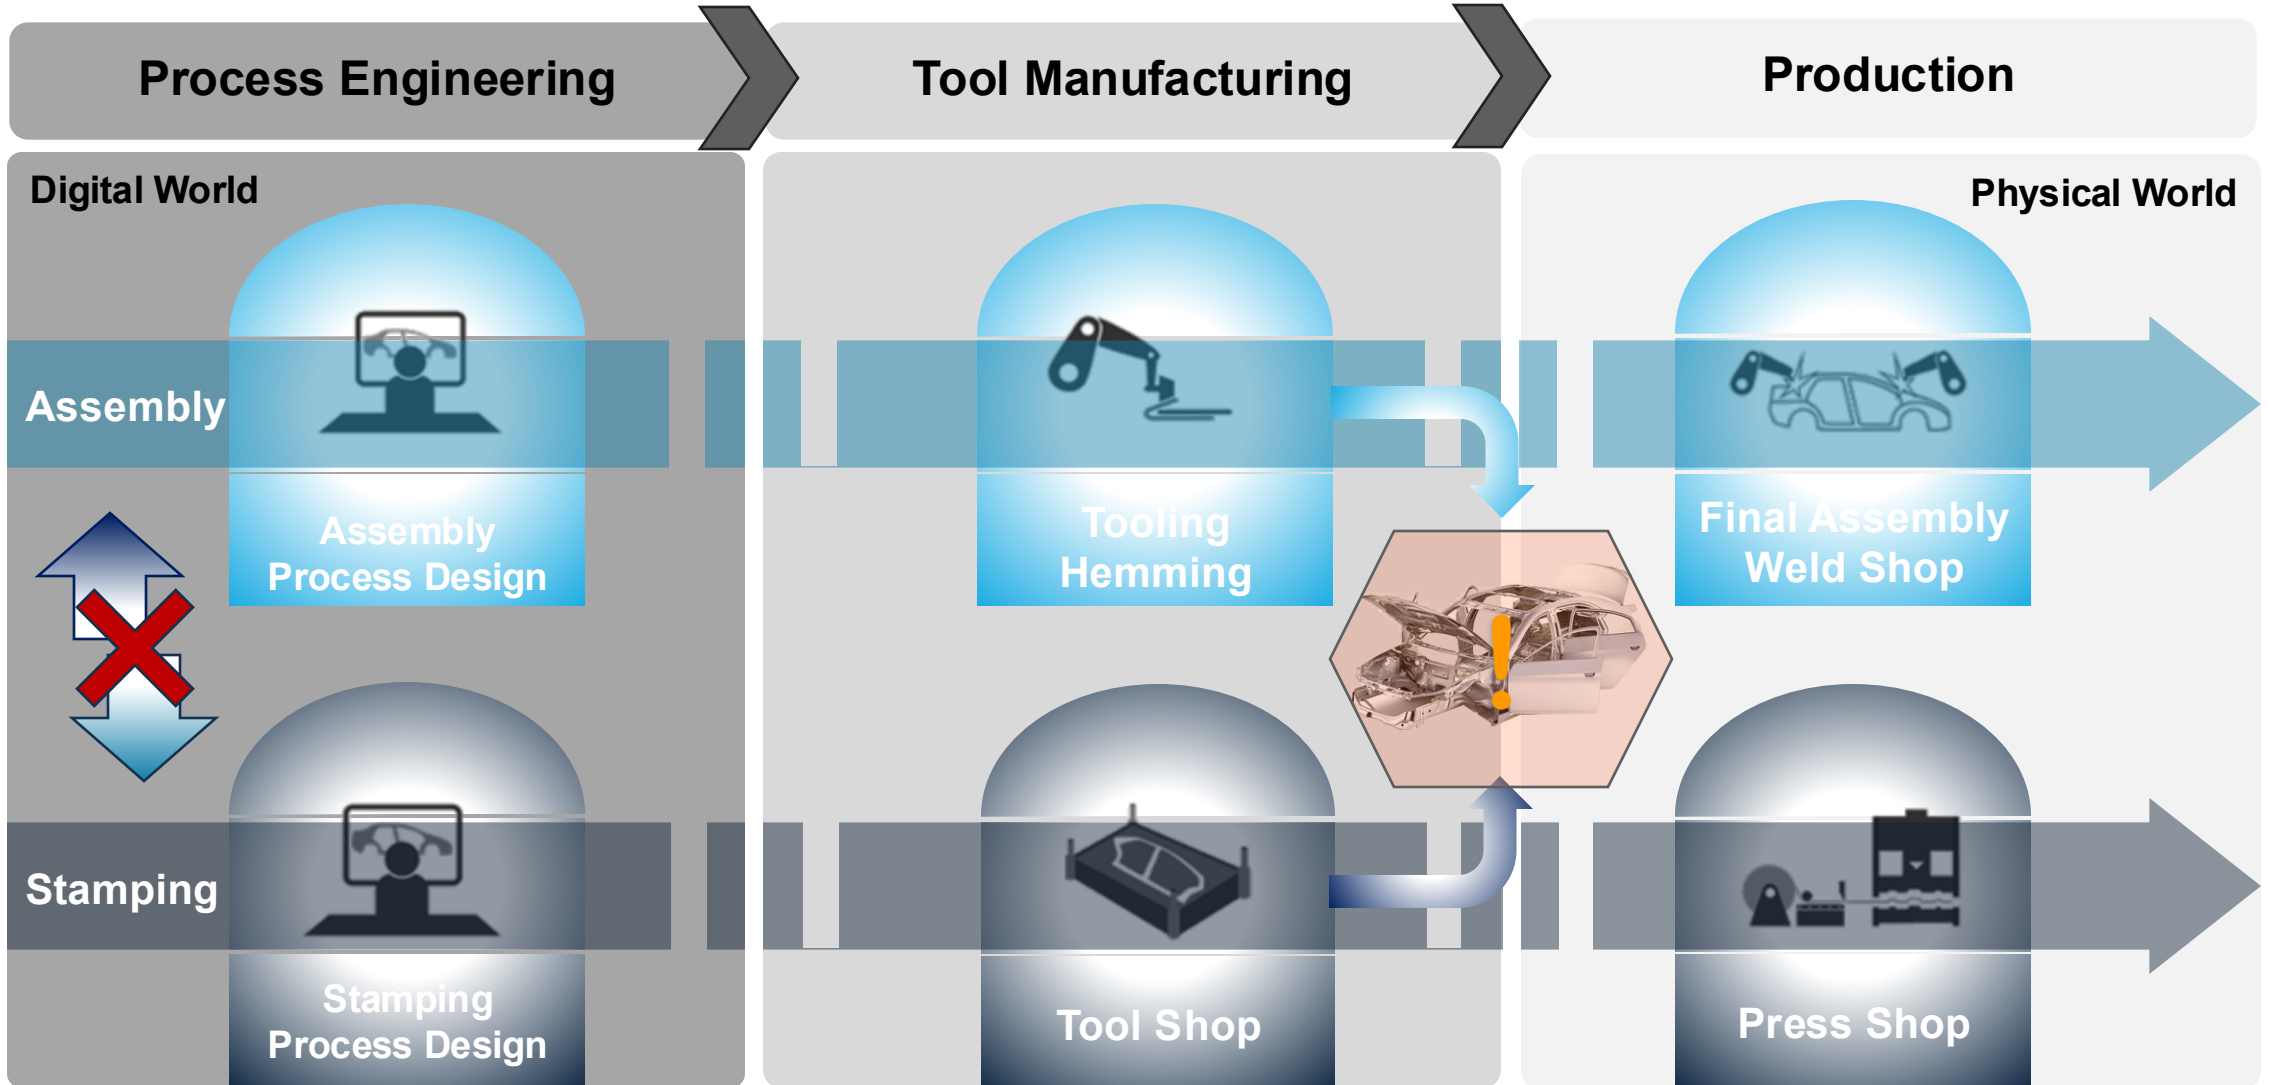 Process Engineering
Tool Manufacturing
Production
Digital World
Physical World
Assembly
Assembly
Process Design
Tooling
Hemming
Final Assembly
Weld Shop
Stamping
Stamping
Process Design
Tool Shop
Press Shop